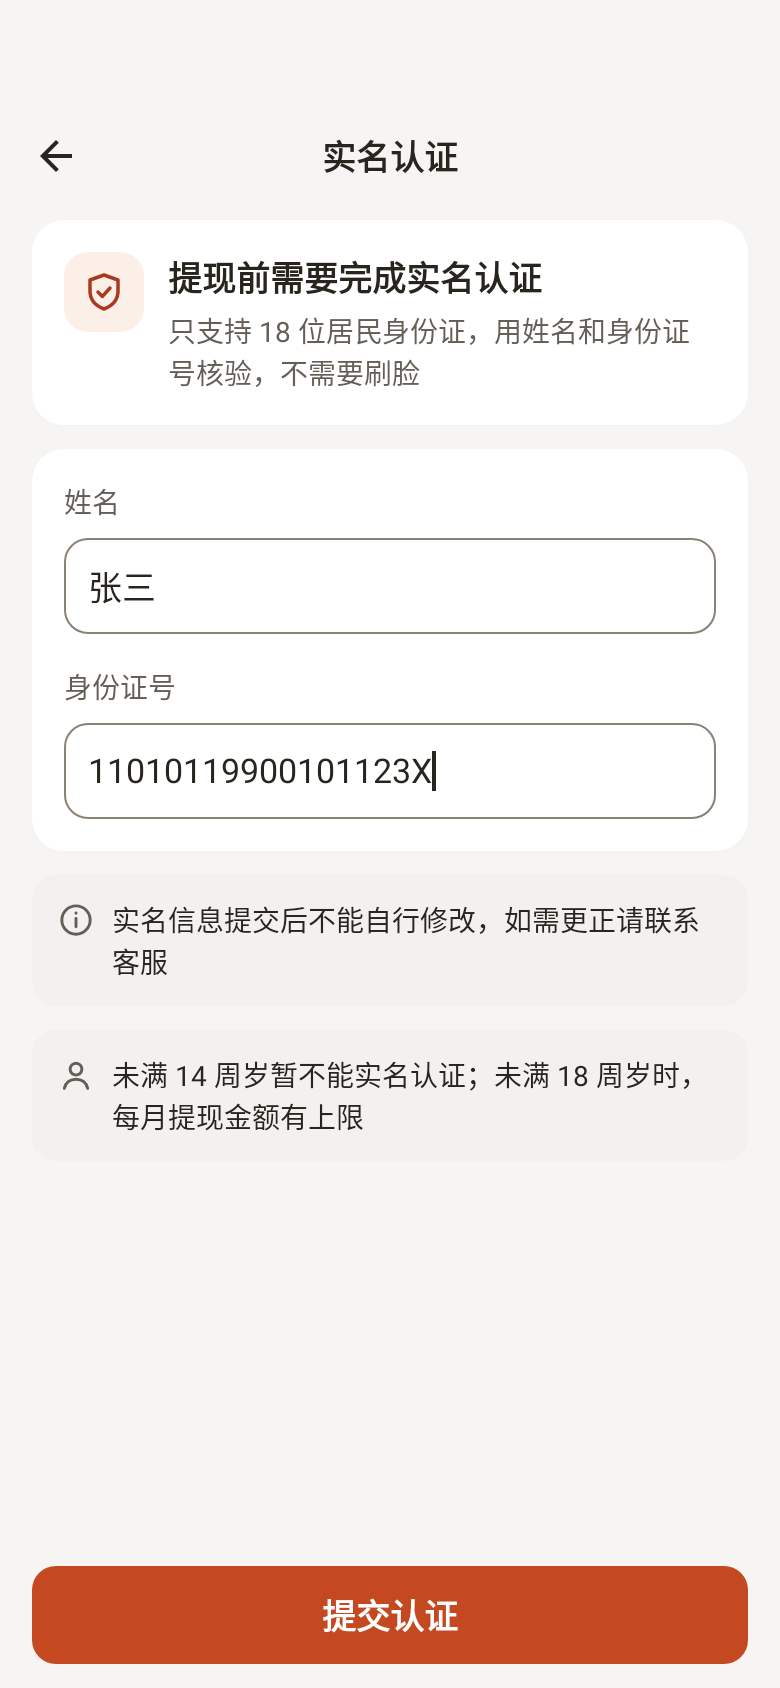 实名认证
提现前需要完成实名认证
只支持 18 位居民身份证，用姓名和身份证
号核验，不需要刷脸
姓名
张三
身份证号
11010119900101123X
实名信息提交后不能自行修改，如需更正请联系
客服
未满 14 周岁暂不能实名认证；未满 18 周岁时，
每月提现金额有上限
提交认证